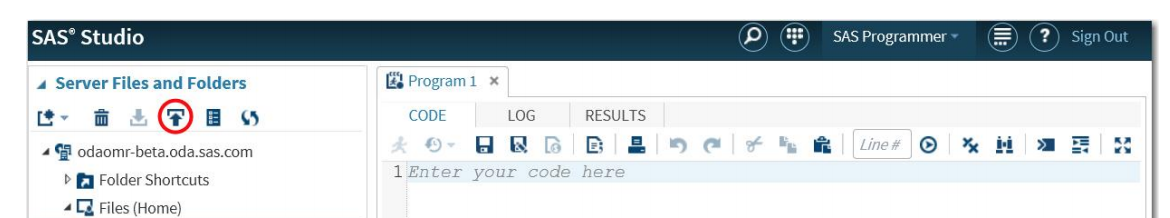 SAS® Studio
SAS Programmer
? Sign Out
Server Files and Folders
odaomr-beta.oda.sas.com
Folder Shortcuts
Files (Home)
Program 1 ×
CODE LOG RESULTS
Line #
1 Enter your code here